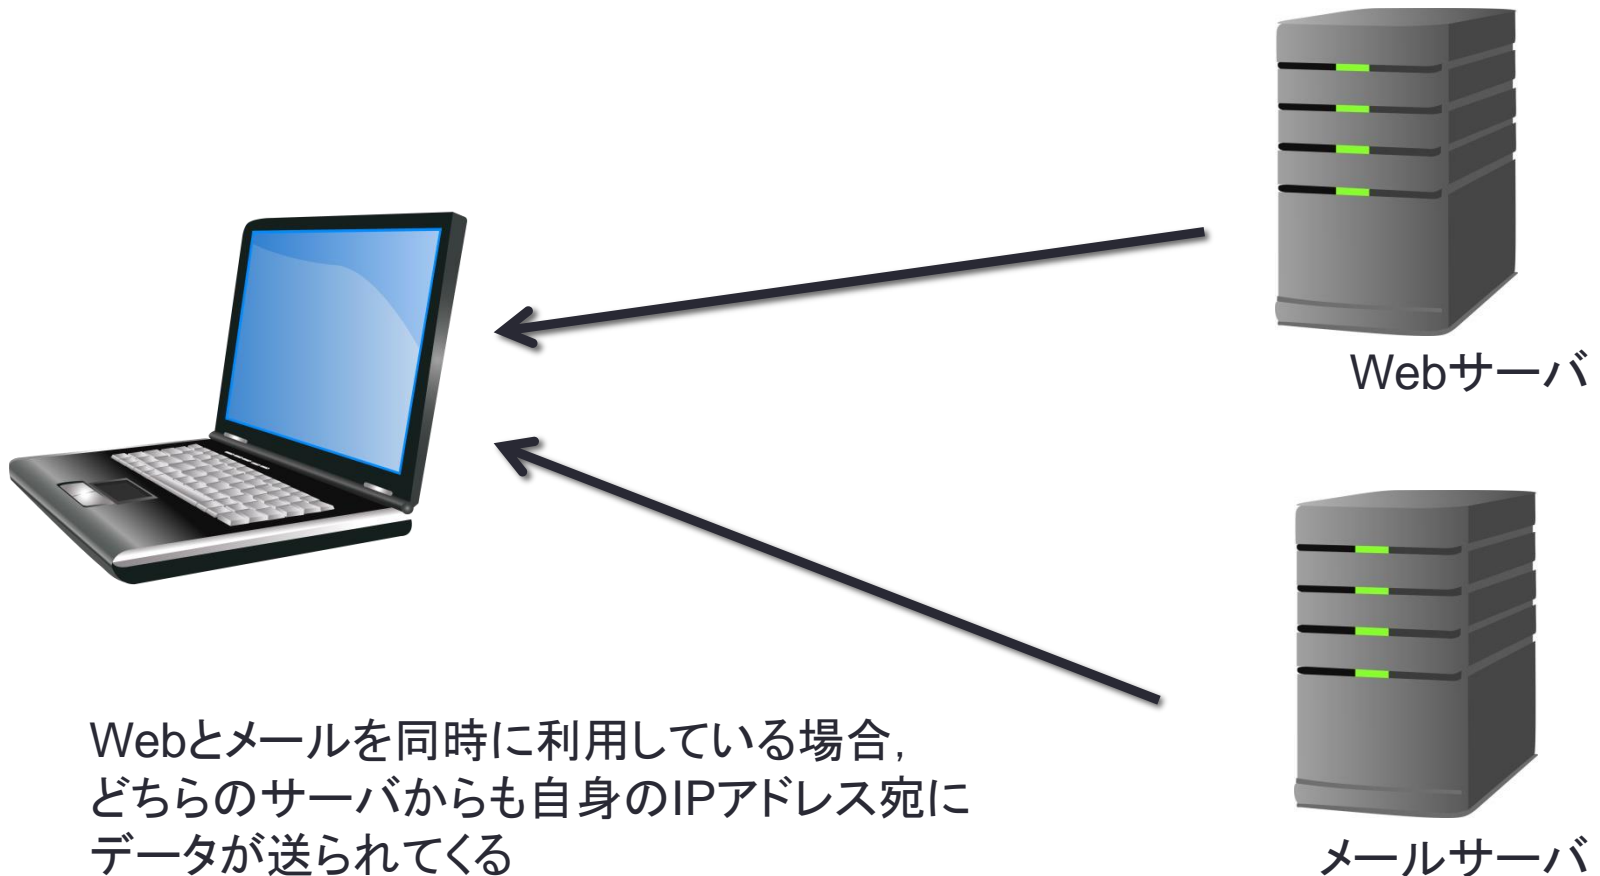 Webサーバ
Webとメールを同時に利用している場合,
どちらのサーバからも自身のIPアドレス宛に
データが送られてくる
メールサーバ